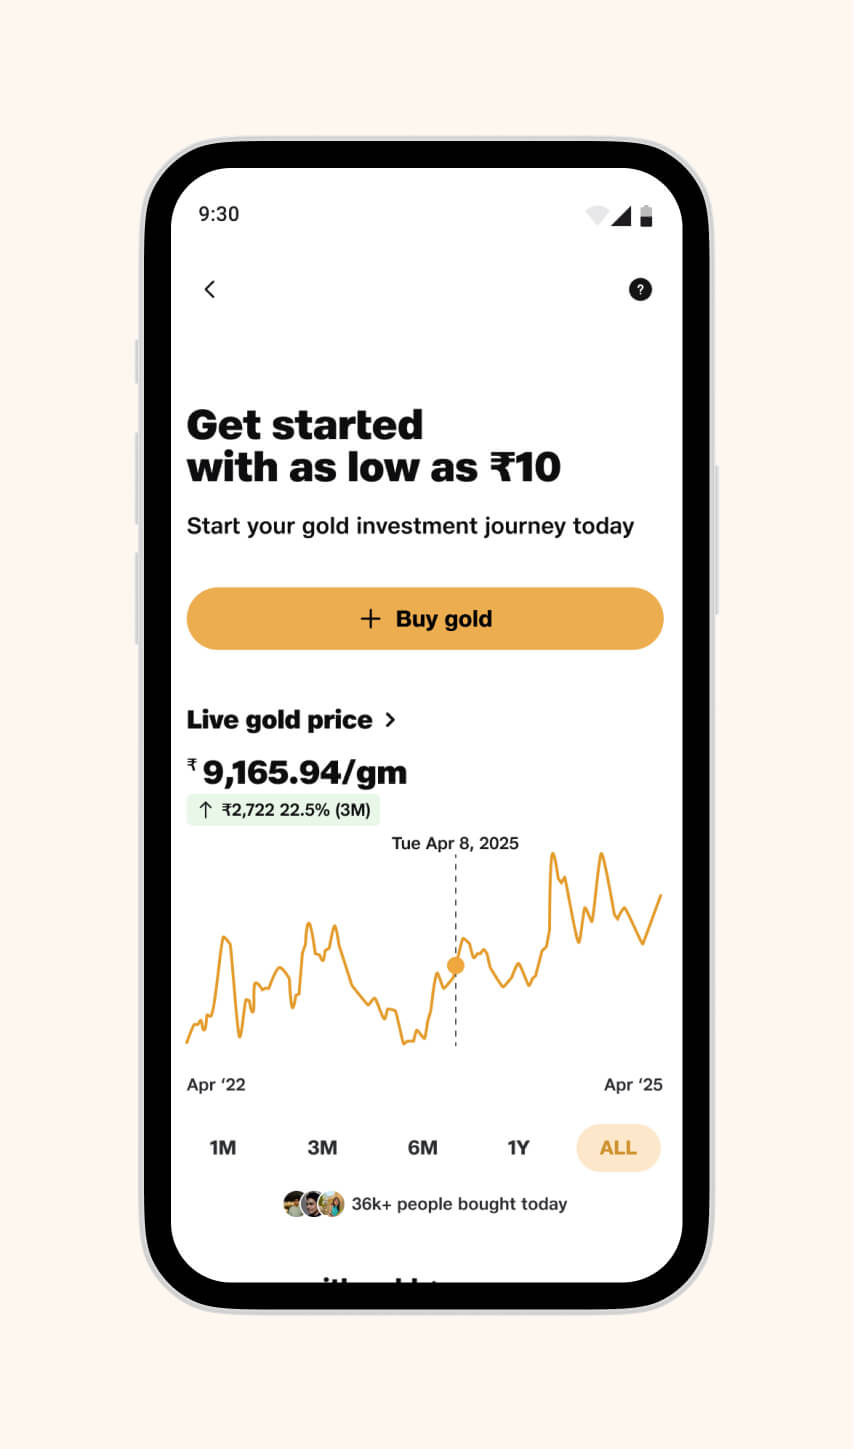 9:30
?
Get started
with as low as ₹10
Start your gold investment journey today
+ Buy gold
Live gold price >
₹9,165.94/gm
↑ ₹2,722 22.5% (3M)
Tue Apr 8, 2025
Apr ‘22 Apr ‘25
1M 3M 6M 1Y ALL
36k+ people bought today